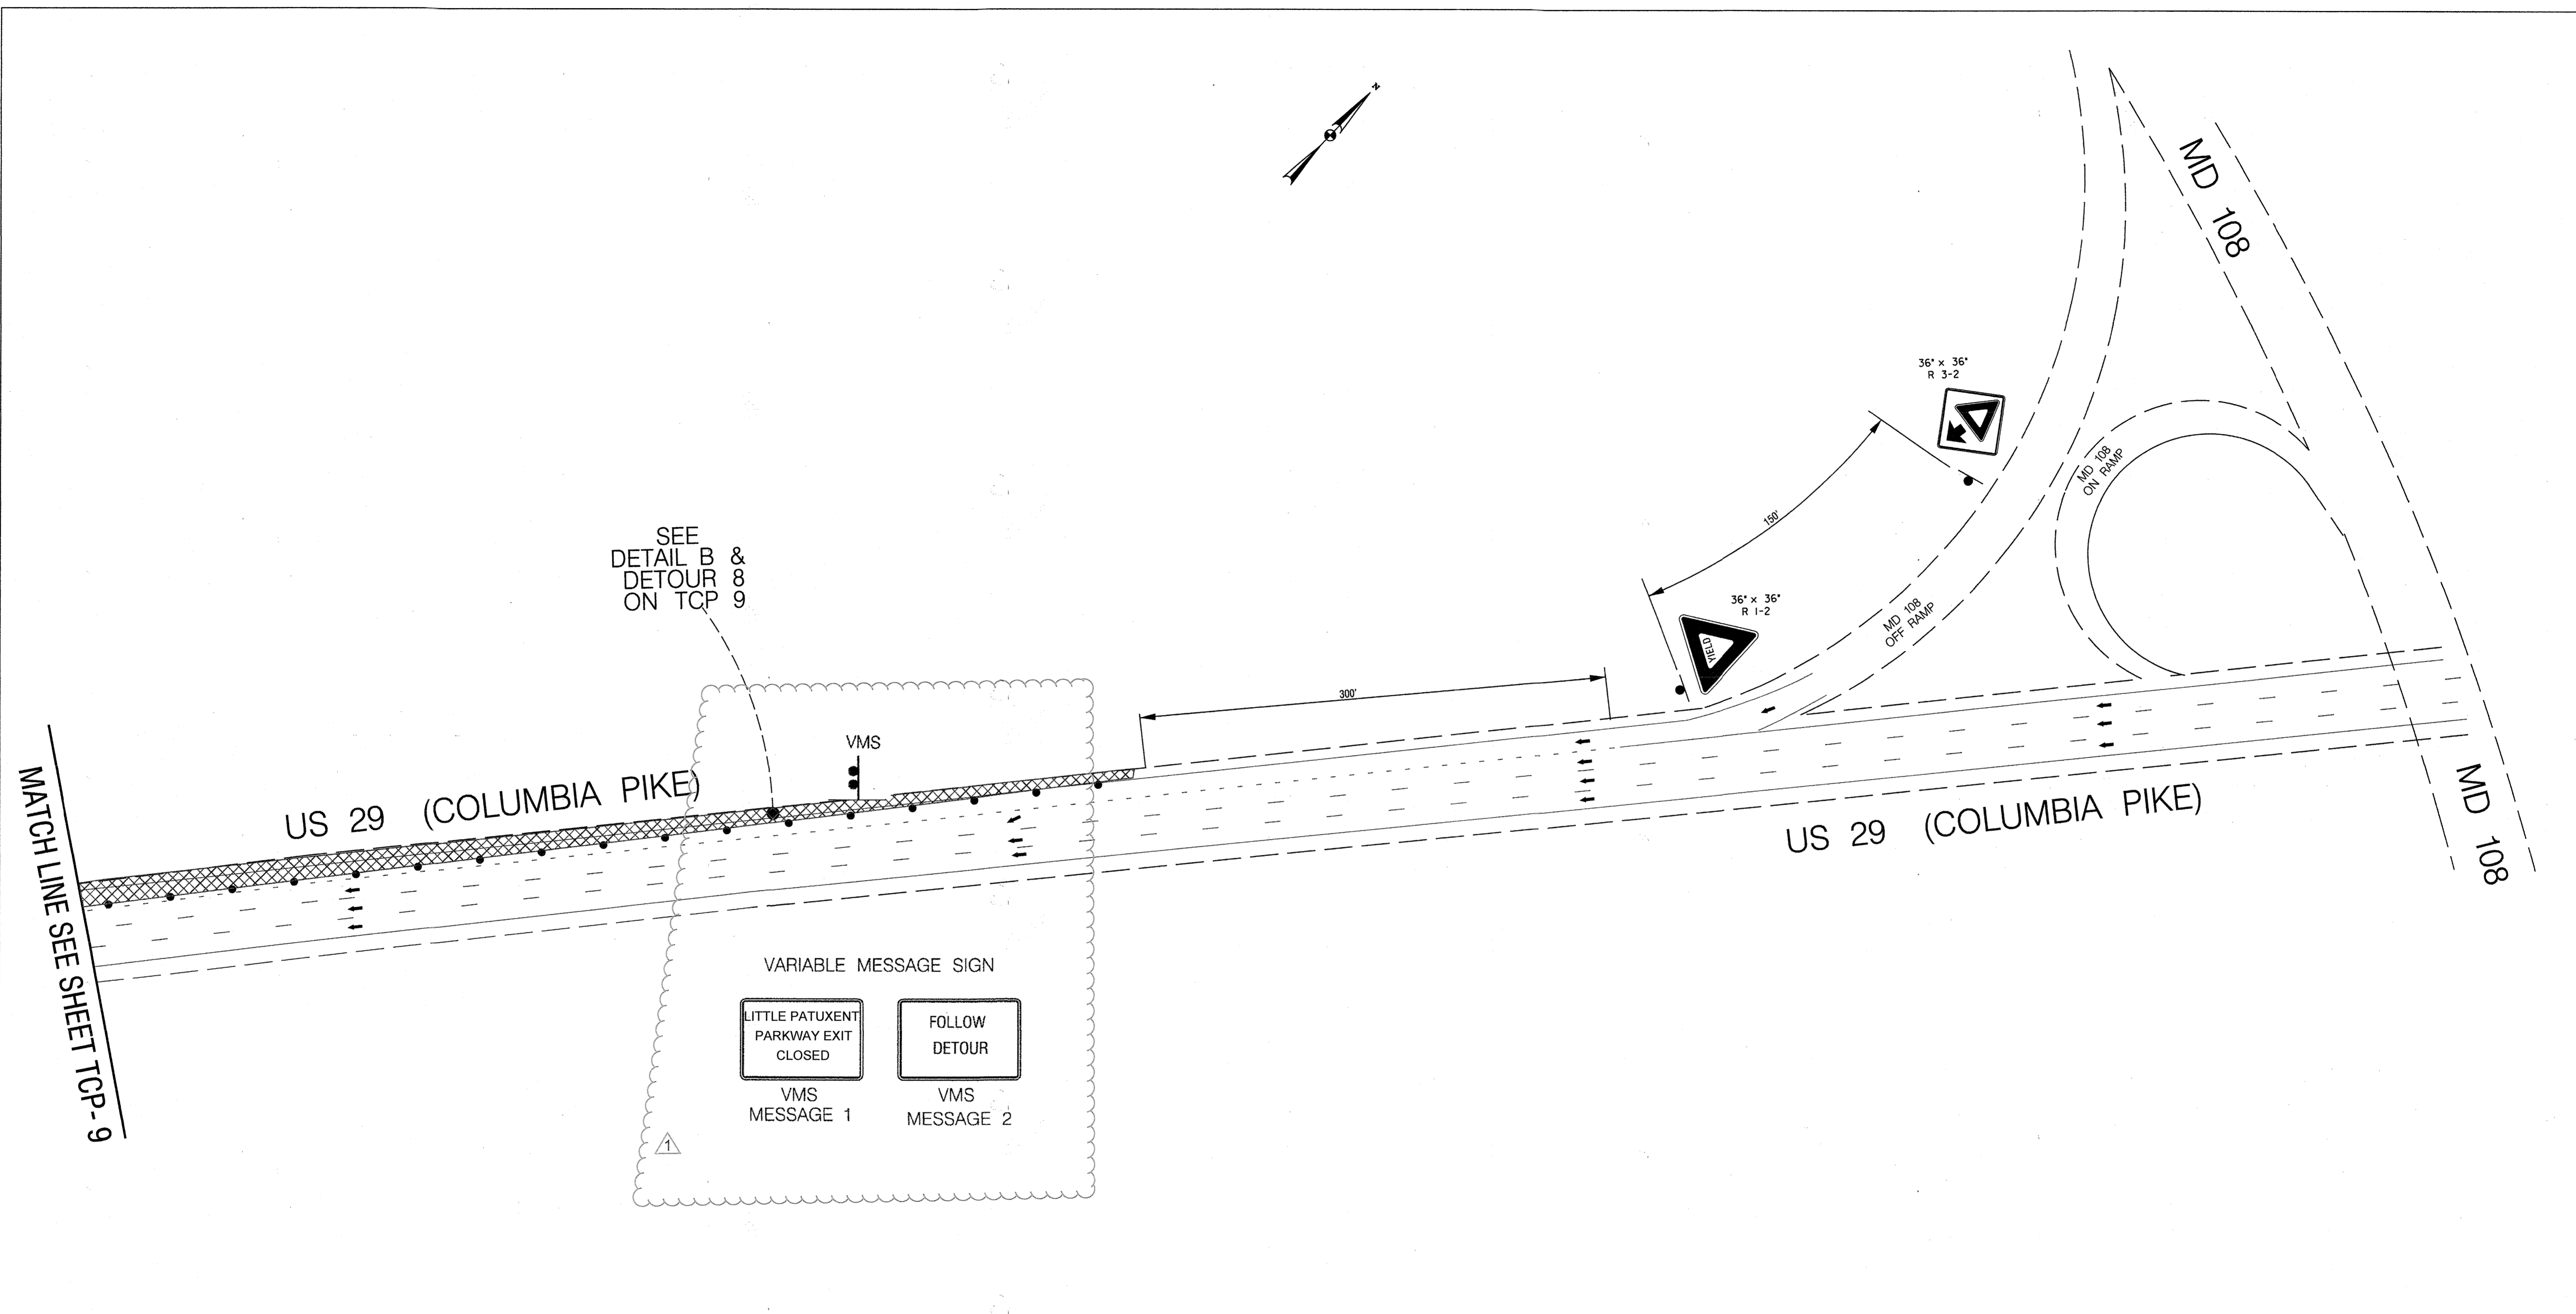 N
MD 108
36" x 36"
R 3-2
MD 108
ON RAMP
150'
SEE
DETAIL B &
DETOUR 8
ON TCP 9
36" x 36"
R 1-2
YIELD
MD 108
OFF RAMP
300'
VMS
US 29 (COLUMBIA PIKE)
US 29 (COLUMBIA PIKE)
MD 108
MATCH LINE SEE SHEET TCP-9
VARIABLE MESSAGE SIGN
LITTLE PATUXENT
PARKWAY EXIT
CLOSED
FOLLOW
DETOUR
VMS
MESSAGE 1
VMS
MESSAGE 2
1